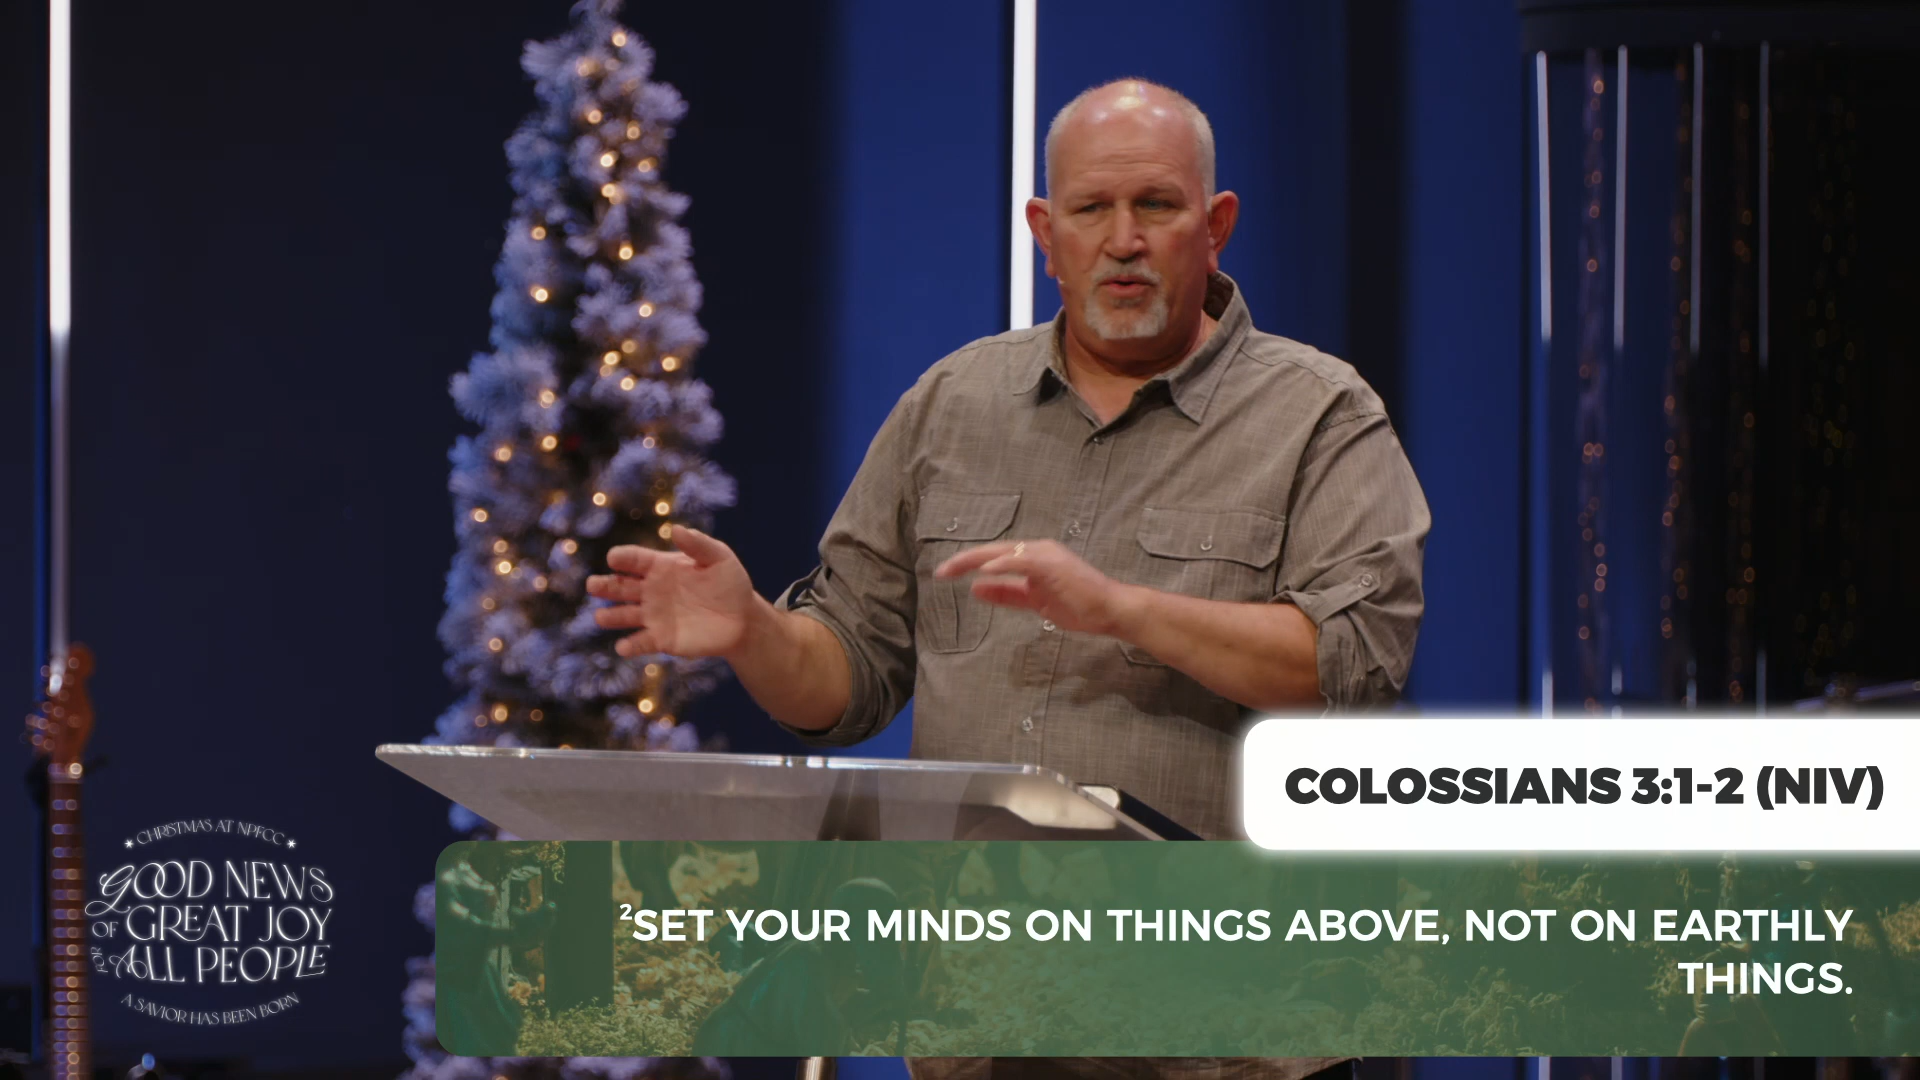 COLOSSIANS 3:1-2 (NIV)
²SET YOUR MINDS ON THINGS ABOVE, NOT ON EARTHLY
THINGS.
CHRISTMAS AT NPFCC
GOOD NEWS
OF GREAT JOY
FOR ALL PEOPLE
A SAVIOR HAS BEEN BORN